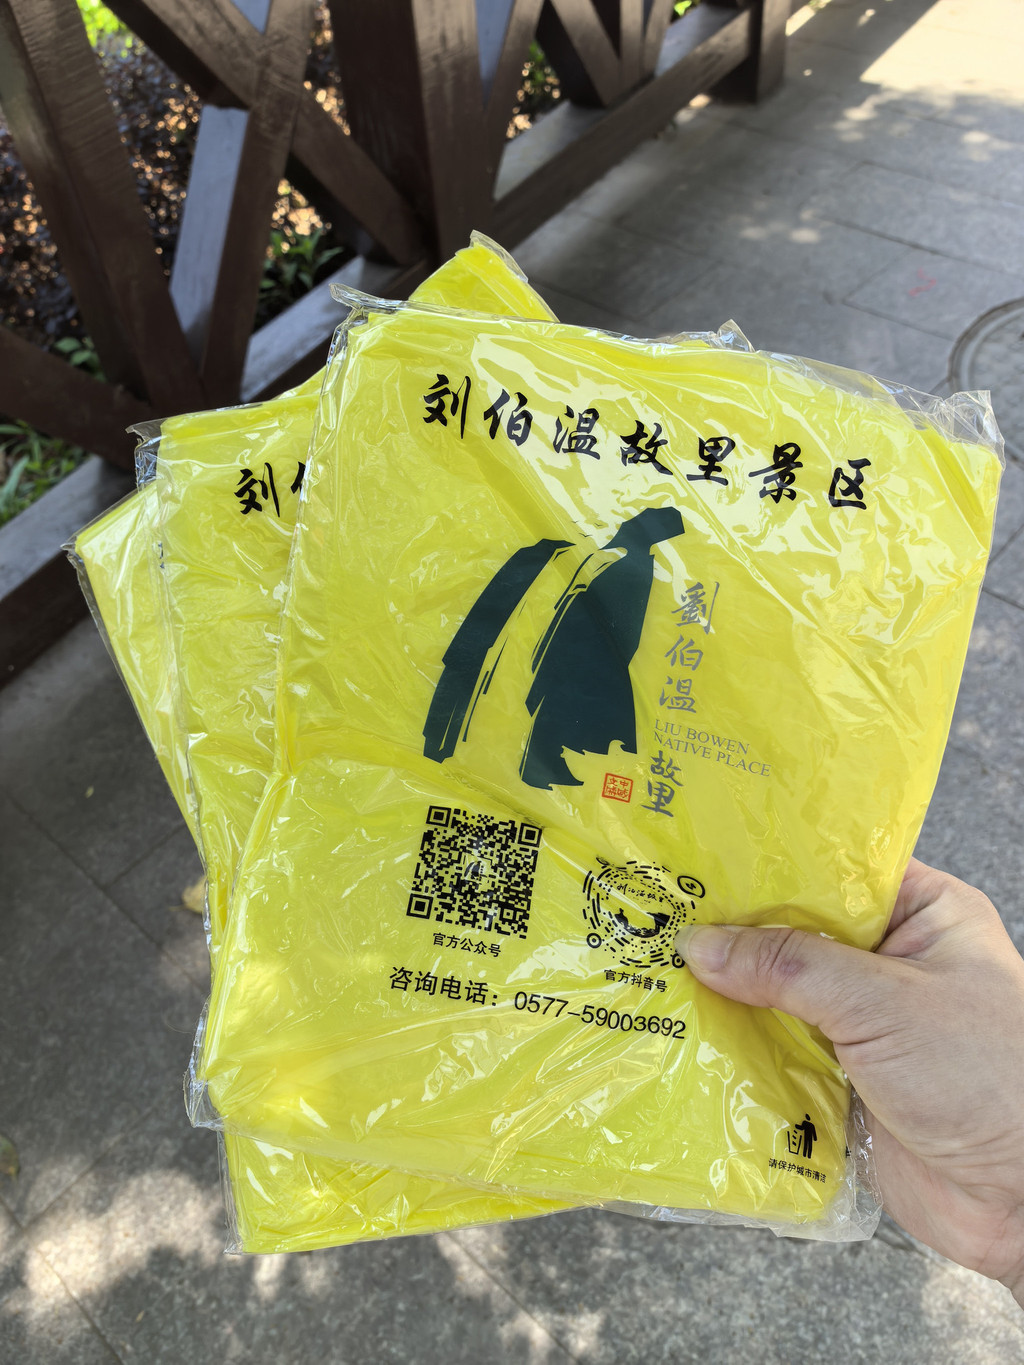 刘伯温故里景区
刘
劉伯温
LIU BOWEN
NATIVE PLACE
故里
官方公众号
官方抖音号
咨询电话：0577-59003692
请保护城市清洁